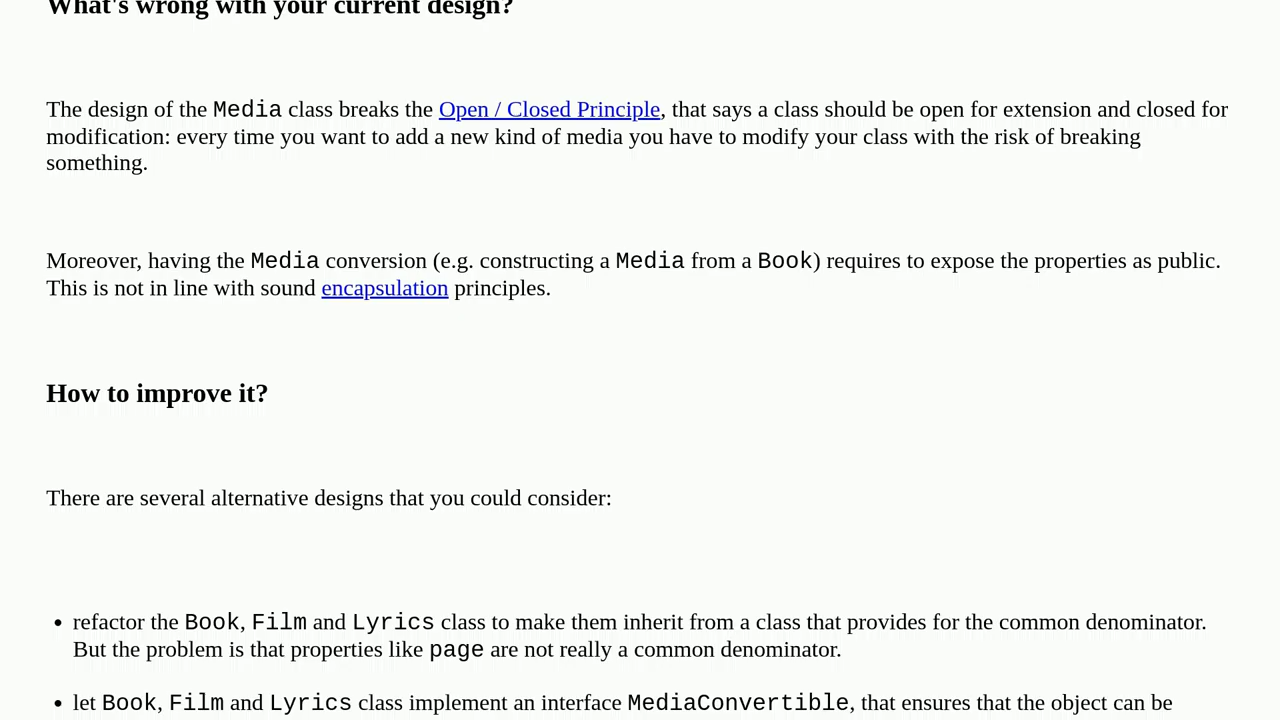 What's wrong with your current design?
The design of the Media class breaks the Open / Closed Principle, that says a class should be open for extension and closed for
modification: every time you want to add a new kind of media you have to modify your class with the risk of breaking
something.
Moreover, having the Media conversion (e.g. constructing a Media from a Book) requires to expose the properties as public.
This is not in line with sound encapsulation principles.
How to improve it?
There are several alternative designs that you could consider:
• refactor the Book, Film and Lyrics class to make them inherit from a class that provides for the common denominator.
But the problem is that properties like page are not really a common denominator.
• let Book, Film and Lyrics class implement an interface MediaConvertible, that ensures that the object can be